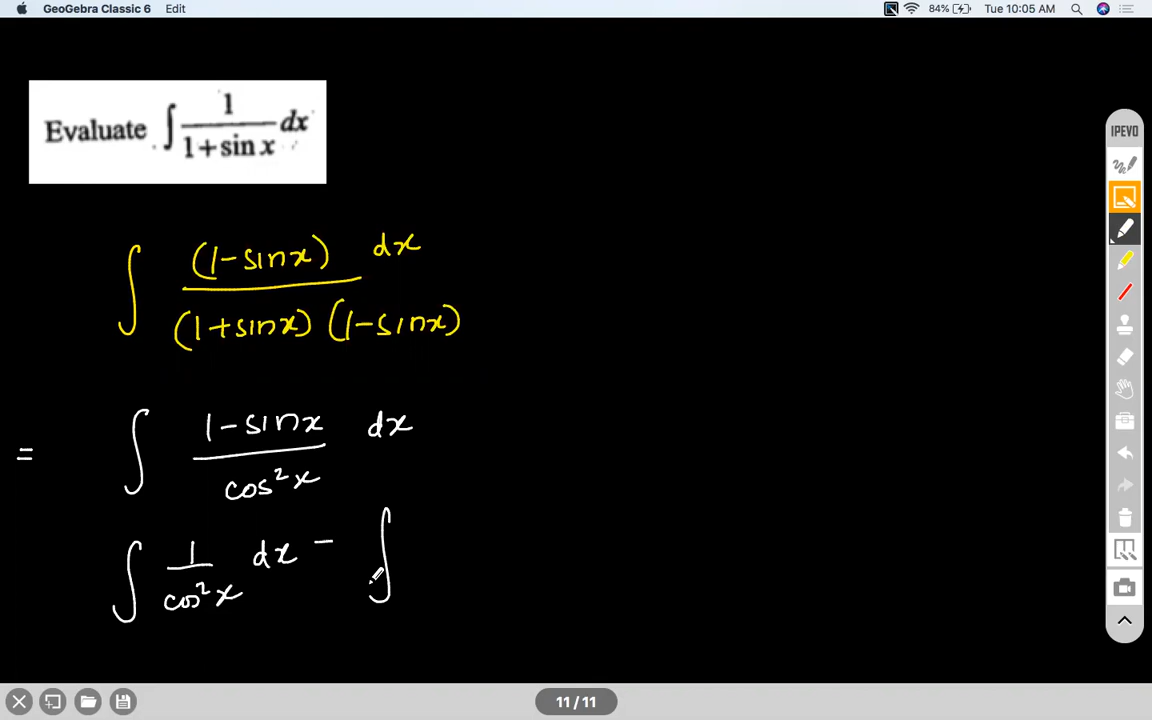 GeoGebra Classic 6 Edit 84% Tue 10:05 AM
Evaluate ∫ 1/(1+sin x) dx
IPEVO
∫ (1-sinx)/((1+sinx)(1-sinx)) dx
= ∫ (1-sinx)/(cos²x) dx
∫ 1/(cos²x) dx - ∫
11/11